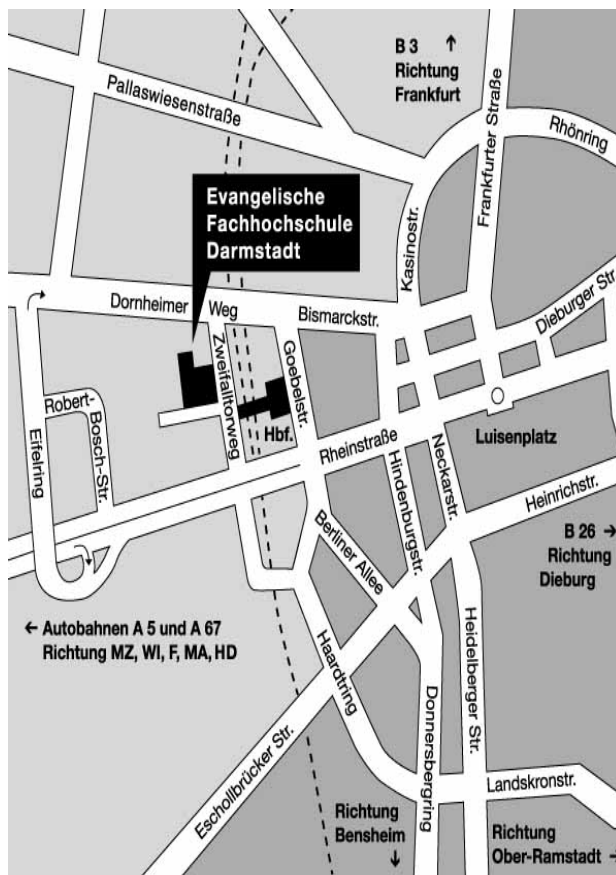 B 3 ↑
Richtung
Frankfurt
Pallaswiesenstraße
Frankfurter Straße
Rhönring
Evangelische
Fachhochschule
Darmstadt
Kasinostr.
Dornheimer Weg
Bismarckstr.
Dieburger Str.
Zweifalltorweg
Goebelstr.
Robert-
Bosch-Str.
Eifelring
Hbf.
Rheinstraße
Luisenplatz
Neckarstr.
Hindenburgstr.
Heinrichstr.
Berliner Allee
B 26 →
Richtung
Dieburg
← Autobahnen A 5 und A 67
Richtung MZ, WI, F, MA, HD
Haardtring
Heidelberger Str.
Donnersbergring
Eschollbrücker Str.
Landskronstr.
Richtung
Bensheim
↓
Richtung
Ober-Ramstadt →